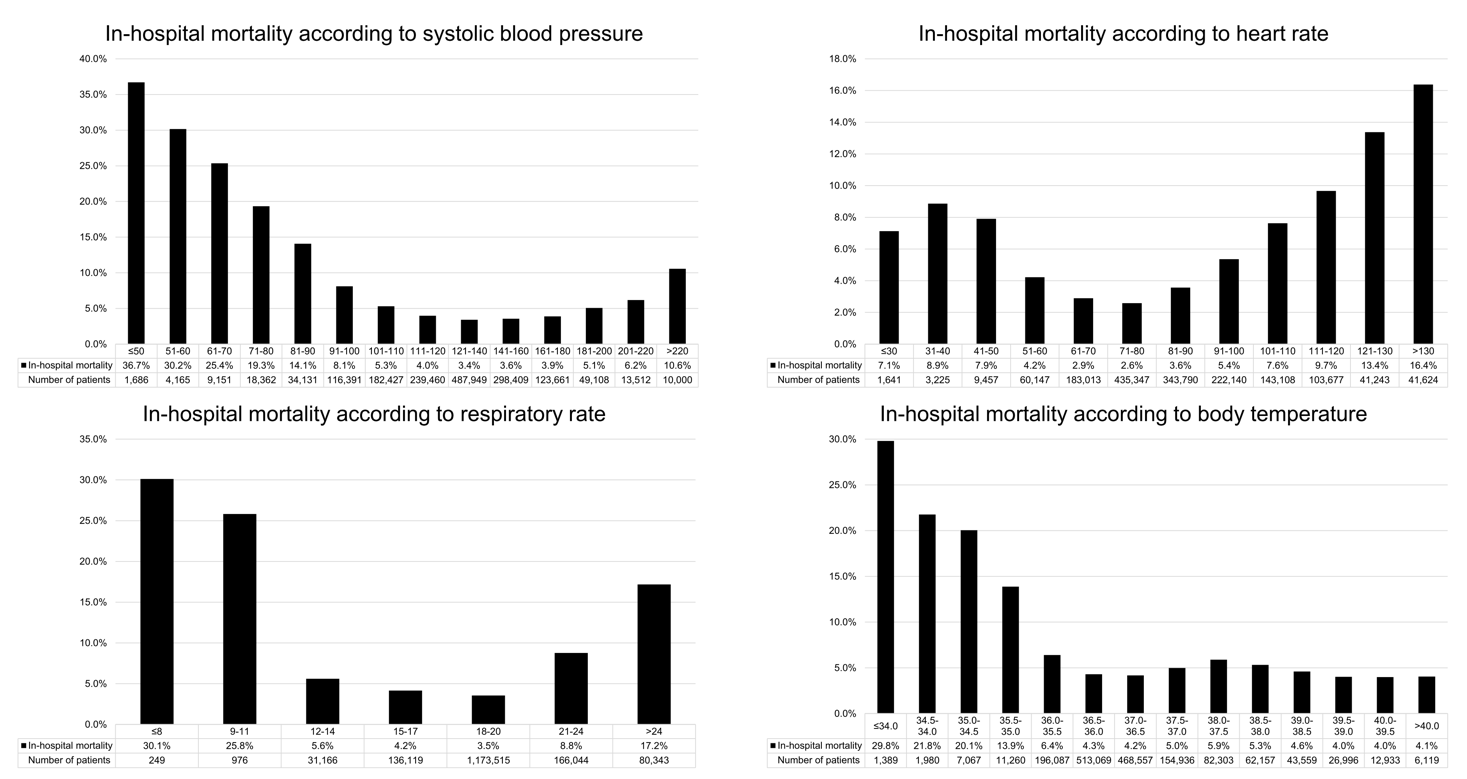 In-hospital mortality according to systolic blood pressure
40.0%
35.0%
30.0%
25.0%
20.0%
15.0%
10.0%
5.0%
0.0%
≤50 51-60 61-70 71-80 81-90 91-100 101-110 111-120 121-140 141-160 161-180 181-200 201-220 >220
In-hospital mortality 36.7% 30.2% 25.4% 19.3% 14.1% 8.1% 5.3% 4.0% 3.4% 3.6% 3.9% 5.1% 6.2% 10.6%
Number of patients 1,686 4,165 9,151 18,362 34,131 116,391 182,427 239,460 487,949 298,409 123,661 49,108 13,512 10,000
In-hospital mortality according to heart rate
18.0%
16.0%
14.0%
12.0%
10.0%
8.0%
6.0%
4.0%
2.0%
0.0%
≤30 31-40 41-50 51-60 61-70 71-80 81-90 91-100 101-110 111-120 121-130 >130
In-hospital mortality 7.1% 8.9% 7.9% 4.2% 2.9% 2.6% 3.6% 5.4% 7.6% 9.7% 13.4% 16.4%
Number of patients 1,641 3,225 9,457 60,147 183,013 435,347 343,790 222,140 143,108 103,677 41,243 41,624
In-hospital mortality according to respiratory rate
35.0%
30.0%
25.0%
20.0%
15.0%
10.0%
5.0%
0.0%
≤8 9-11 12-14 15-17 18-20 21-24 >24
In-hospital mortality 30.1% 25.8% 5.6% 4.2% 3.5% 8.8% 17.2%
Number of patients 249 976 31,166 136,119 1,173,515 166,044 80,343
In-hospital mortality according to body temperature
30.0%
25.0%
20.0%
15.0%
10.0%
5.0%
0.0%
≤34.0 34.5- 35.0- 35.5- 36.0- 36.5- 37.0- 37.5- 38.0- 38.5- 39.0- 39.5- 40.0- >40.0
34.0 34.5 35.0 35.5 36.0 36.5 37.0 37.5 38.0 38.5 39.0 39.5
In-hospital mortality 29.8% 21.8% 20.1% 13.9% 6.4% 4.3% 4.2% 5.0% 5.9% 5.3% 4.6% 4.0% 4.0% 4.1%
Number of patients 1,389 1,980 7,067 11,260 196,087 513,069 468,557 154,936 82,303 62,157 43,559 26,996 12,933 6,119